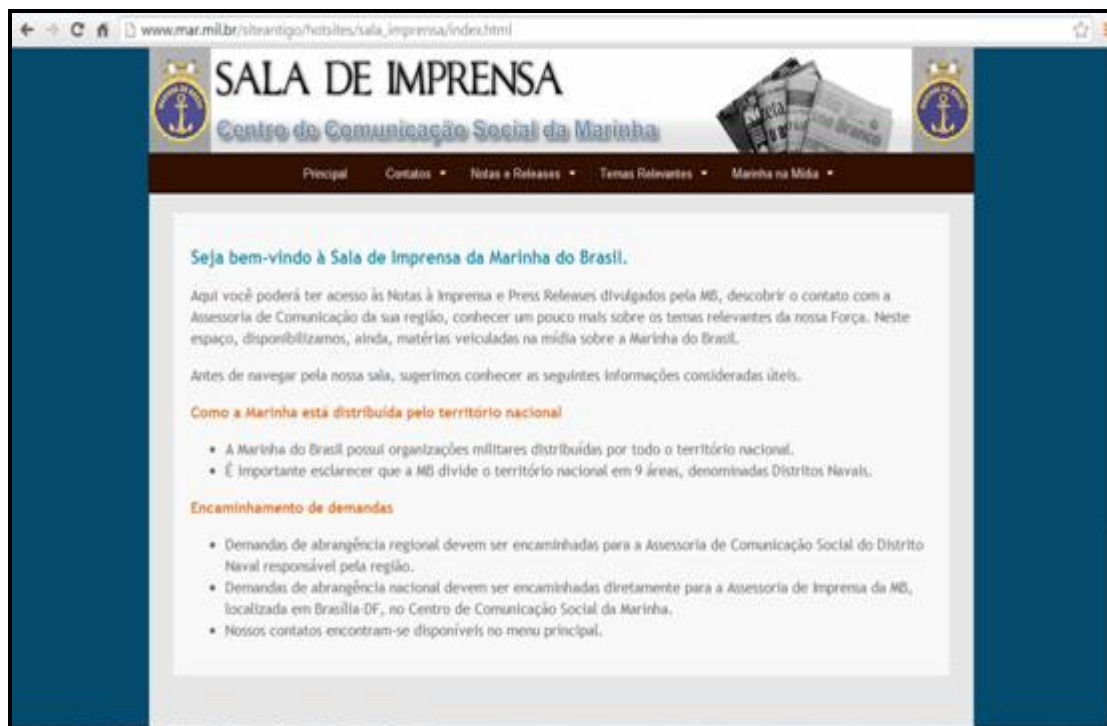 www.mar.mil.br/siteantigo/hotsites/sala_imprensa/index.html
SALA DE IMPRENSA
Centro de Comunicação Social da Marinha
Principal Contatos Notas e Releases Temas Relevantes Marinha na Mídia
Seja bem-vindo à Sala de Imprensa da Marinha do Brasil.
Aqui você poderá ter acesso às Notas à Imprensa e Press Releases divulgados pela MB, descobrir o contato com a
Assessoria de Comunicação da sua região, conhecer um pouco mais sobre os temas relevantes da nossa Força. Neste
espaço, disponibilizamos, ainda, matérias veiculadas na mídia sobre a Marinha do Brasil.
Antes de navegar pela nossa sala, sugerimos conhecer as seguintes informações consideradas úteis.
Como a Marinha está distribuída pelo território nacional
• A Marinha do Brasil possui organizações militares distribuídas por todo o território nacional.
• É importante esclarecer que a MB divide o território nacional em 9 áreas, denominadas Distritos Navais.
Encaminhamento de demandas
• Demandas de abrangência regional devem ser encaminhadas para a Assessoria de Comunicação Social do Distrito
Naval responsável pela região.
• Demandas de abrangência nacional devem ser encaminhadas diretamente para a Assessoria de Imprensa da MB,
localizada em Brasília-DF, no Centro de Comunicação Social da Marinha.
• Nossos contatos encontram-se disponíveis no menu principal.